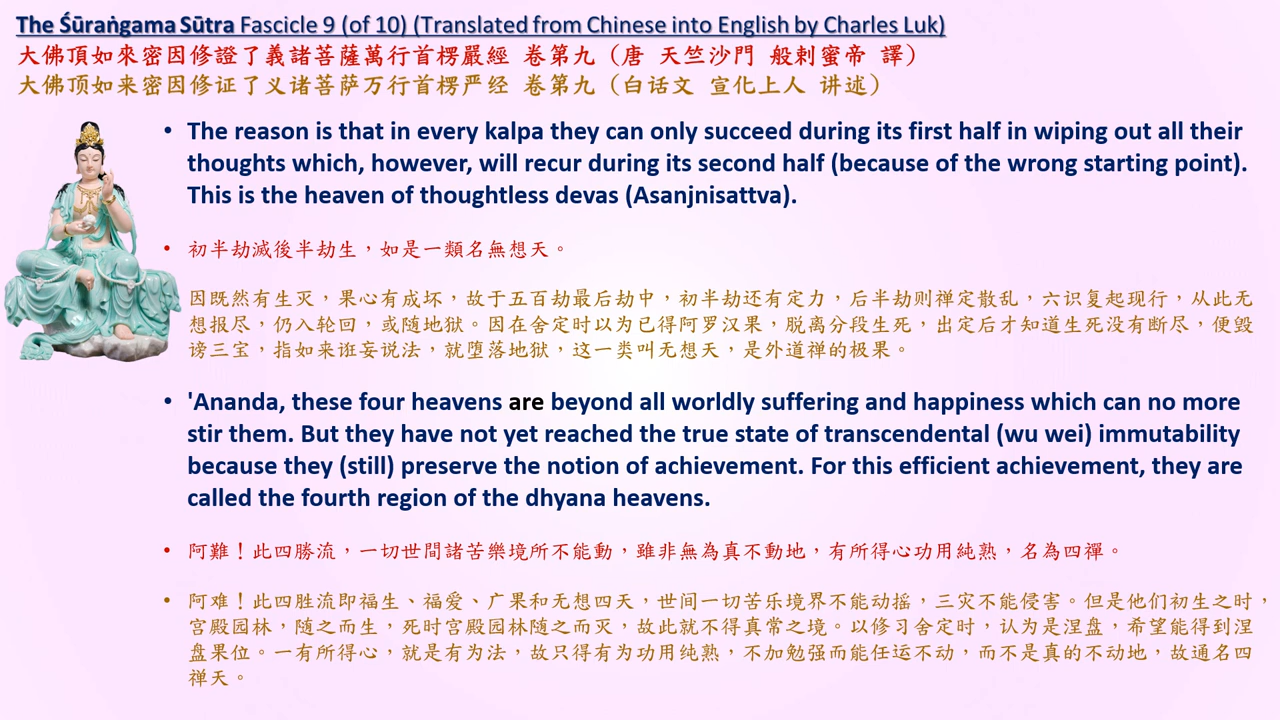 The Śūraṅgama Sūtra Fascicle 9 (of 10) (Translated from Chinese into English by Charles Luk)
大佛頂如來密因修證了義諸菩薩萬行首楞嚴經 卷第九（唐 天竺沙門 般剌蜜帝 譯）
大佛顶如来密因修证了义诸菩萨万行首楞严经 卷第九（白话文 宣化上人 讲述）
• The reason is that in every kalpa they can only succeed during its first half in wiping out all their
thoughts which, however, will recur during its second half (because of the wrong starting point).
This is the heaven of thoughtless devas (Asanjnisattva).
• 初半劫滅後半劫生，如是一類名無想天。
因既然有生灭，果心有成坏，故于五百劫最后劫中，初半劫还有定力，后半劫则禅定散乱，六识复起现行，从此无
想报尽，仍入轮回，或随地狱。因在舍定时以为已得阿罗汉果，脱离分段生死，出定后才知道生死没有断尽，便毁
谤三宝，指如来诳妄说法，就堕落地狱，这一类叫无想天，是外道禅的极果。
• 'Ananda, these four heavens are beyond all worldly suffering and happiness which can no more
stir them. But they have not yet reached the true state of transcendental (wu wei) immutability
because they (still) preserve the notion of achievement. For this efficient achievement, they are
called the fourth region of the dhyana heavens.
• 阿難！此四勝流，一切世間諸苦樂境所不能動，雖非無為真不動地，有所得心功用純熟，名為四禪。
• 阿难！此四胜流即福生、福爱、广果和无想四天，世间一切苦乐境界不能动摇，三灾不能侵害。但是他们初生之时，
宫殿园林，随之而生，死时宫殿园林随之而灭，故此就不得真常之境。以修习舍定时，认为是涅盘，希望能得到涅
盘果位。一有所得心，就是有为法，故只得有为功用纯熟，不加勉强而能任运不动，而不是真的不动地，故通名四
禅天。